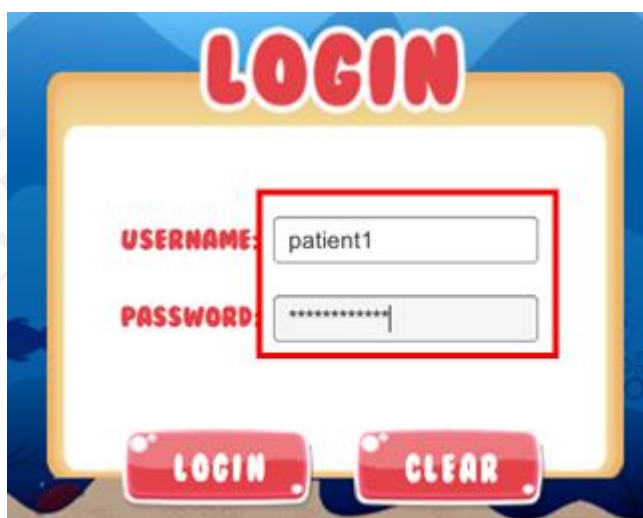 LOGIN
USERNAME: patient1
PASSWORD: ************
LOGIN CLEAR